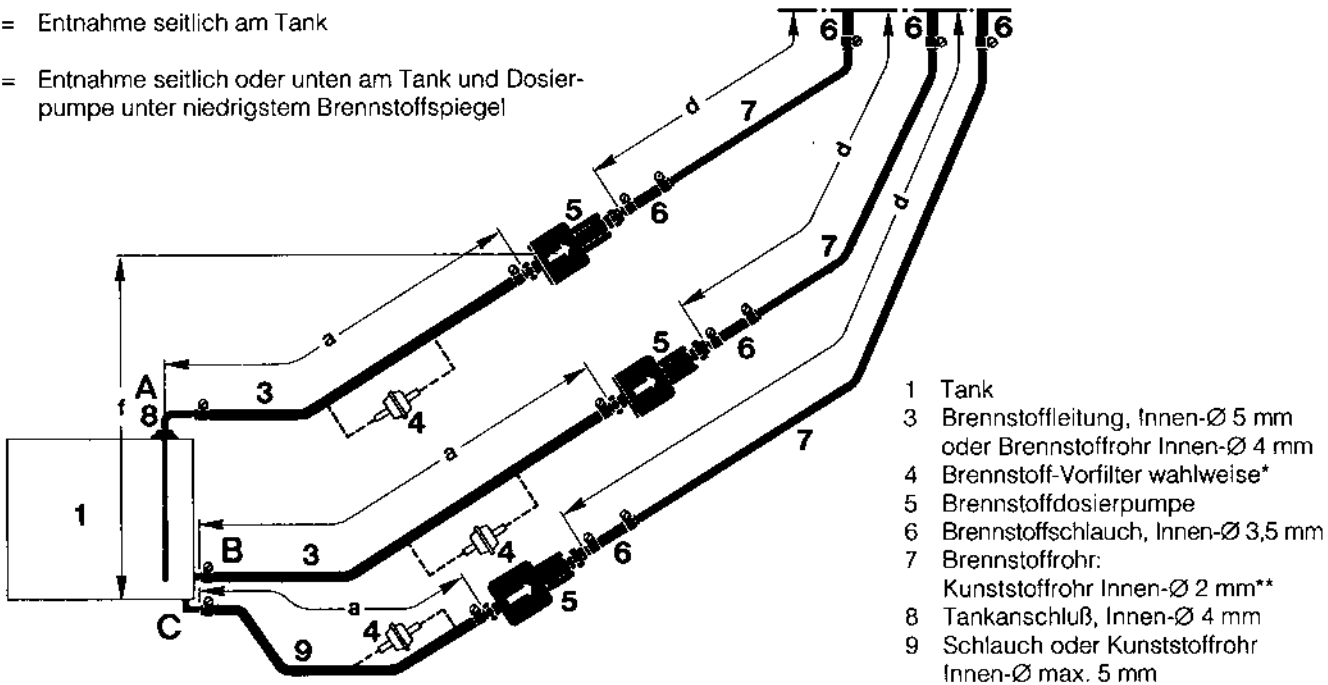 = Entnahme seitlich am Tank
= Entnahme seitlich oder unten am Tank und Dosier-
pumpe unter niedrigstem Brennstoffspiegel
6 6 6
d
7
5
6
d
d
a
7
f
A
8
3
4
5
6
a
7
1
B
3
4
6
a
5
C
4
9
1 Tank
3 Brennstoffleitung, Innen-Ø 5 mm
oder Brennstoffrohr Innen-Ø 4 mm
4 Brennstoff-Vorfilter wahlweise*
5 Brennstoffdosierpumpe
6 Brennstoffschlauch, Innen-Ø 3,5 mm
7 Brennstoffrohr:
Kunststoffrohr Innen-Ø 2 mm**
8 Tankanschluß, Innen-Ø 4 mm
9 Schlauch oder Kunststoffrohr
Innen-Ø max. 5 mm